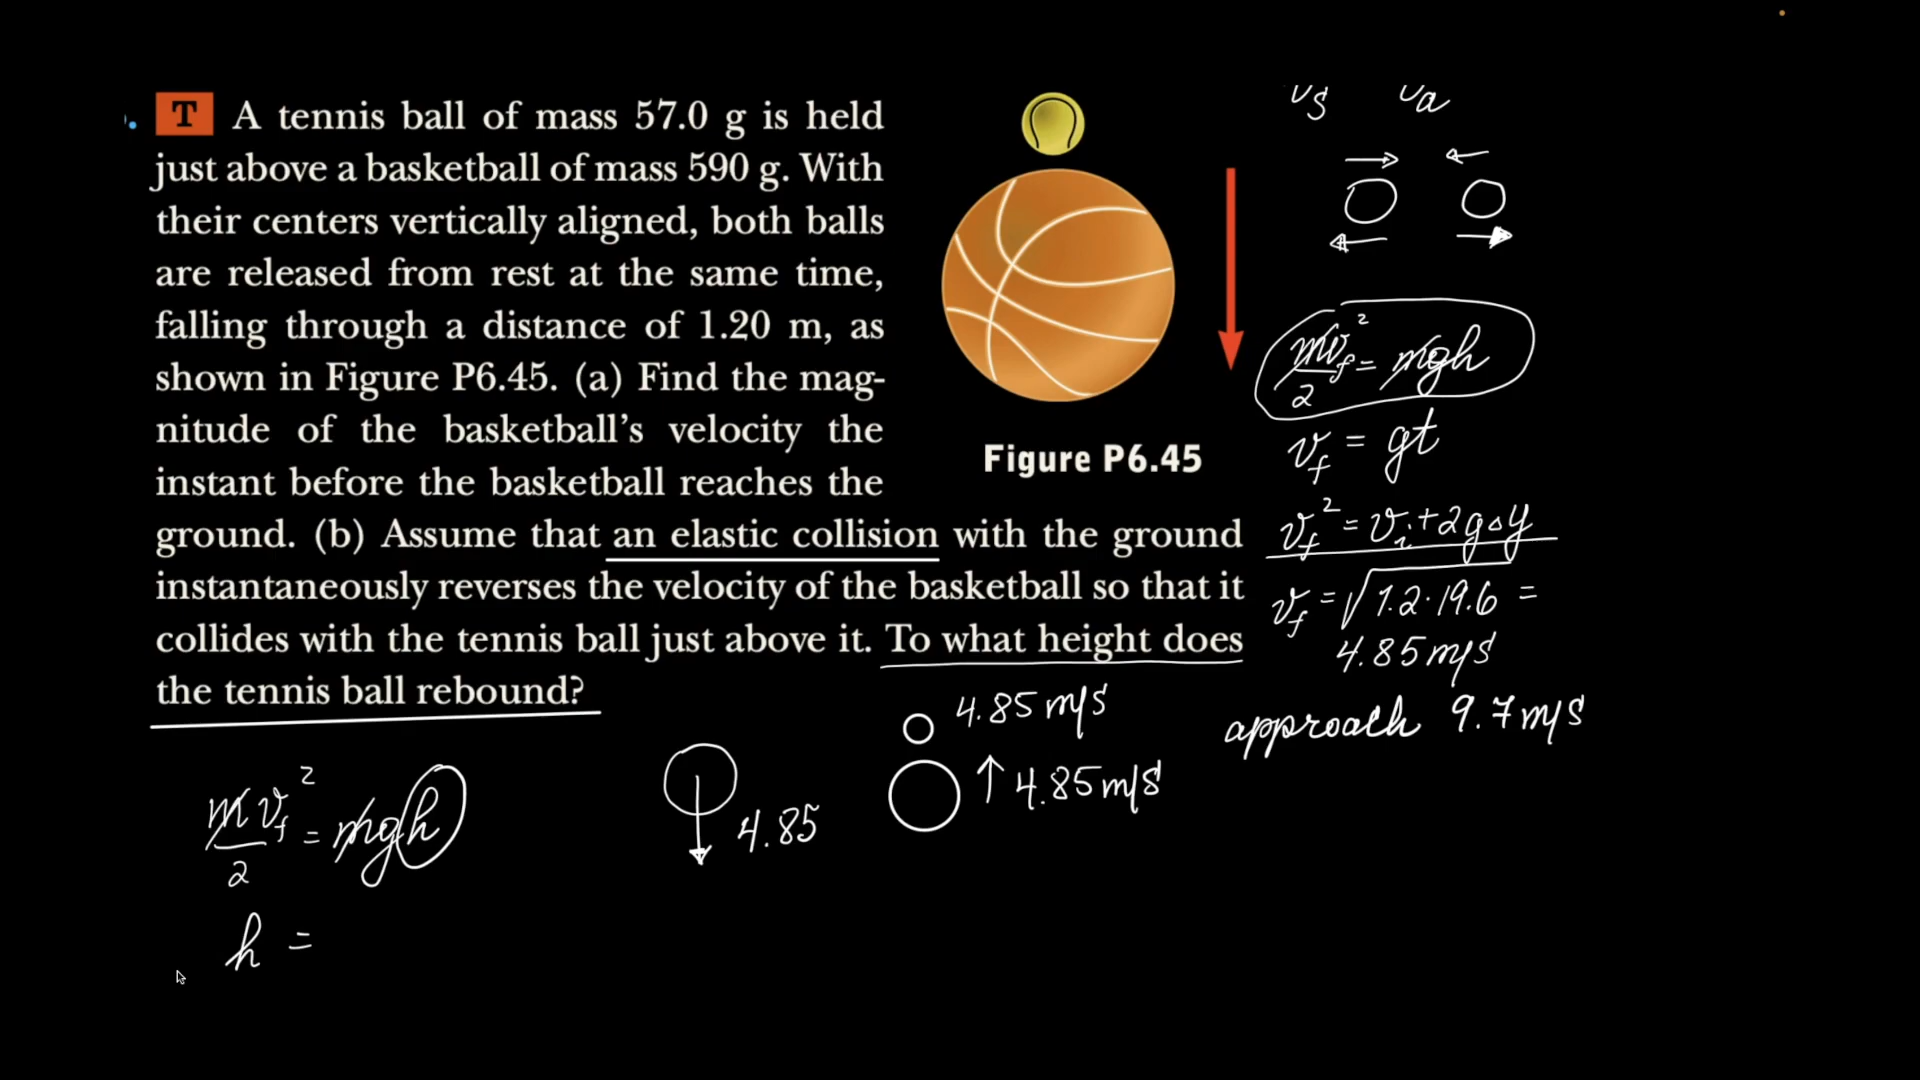 T A tennis ball of mass 57.0 g is held
just above a basketball of mass 590 g. With
their centers vertically aligned, both balls
are released from rest at the same time,
falling through a distance of 1.20 m, as
shown in Figure P6.45. (a) Find the mag-
nitude of the basketball's velocity the
instant before the basketball reaches the
ground. (b) Assume that an elastic collision with the ground
instantaneously reverses the velocity of the basketball so that it
collides with the tennis ball just above it. To what height does
the tennis ball rebound?
Figure P6.45
vs va
mv_f²/2 = mgh
v_f = gt
v_f² = v_i + 2gΔy
v_f = √1.2·19.6 =
4.85 m/s
approach 9.7 m/s
4.85 m/s
↑ 4.85 m/s
4.85
mv_f²/2 = mgh
h =